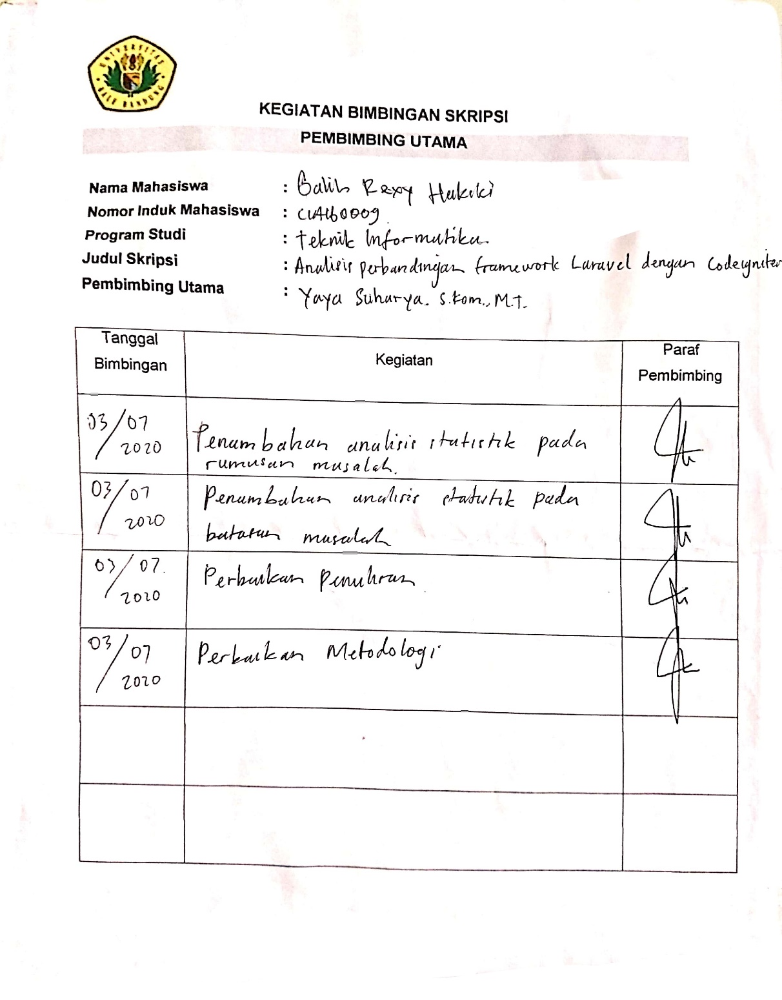 UNIVERSITAS
BALE BANDUNG
KEGIATAN BIMBINGAN SKRIPSI
PEMBIMBING UTAMA
Nama Mahasiswa : Galih Rexy Hakiki
Nomor Induk Mahasiswa : C1A160009
Program Studi : Teknik Informatika.
Judul Skripsi : Analisis perbandingan framework Laravel dengan Codeigniter
Pembimbing Utama : Yaya Suharya. S.kom., M.T.
Tanggal Bimbingan Kegiatan Paraf Pembimbing
03/07 2020 Penambahan analisis statistik pada
rumusan masalah.
03/07 2020 Penambahan analisis statistik pada
batasan masalah
03/07. 2020 Perbaikan Penulisan
03/07 2020 Perbaikan Metodologi